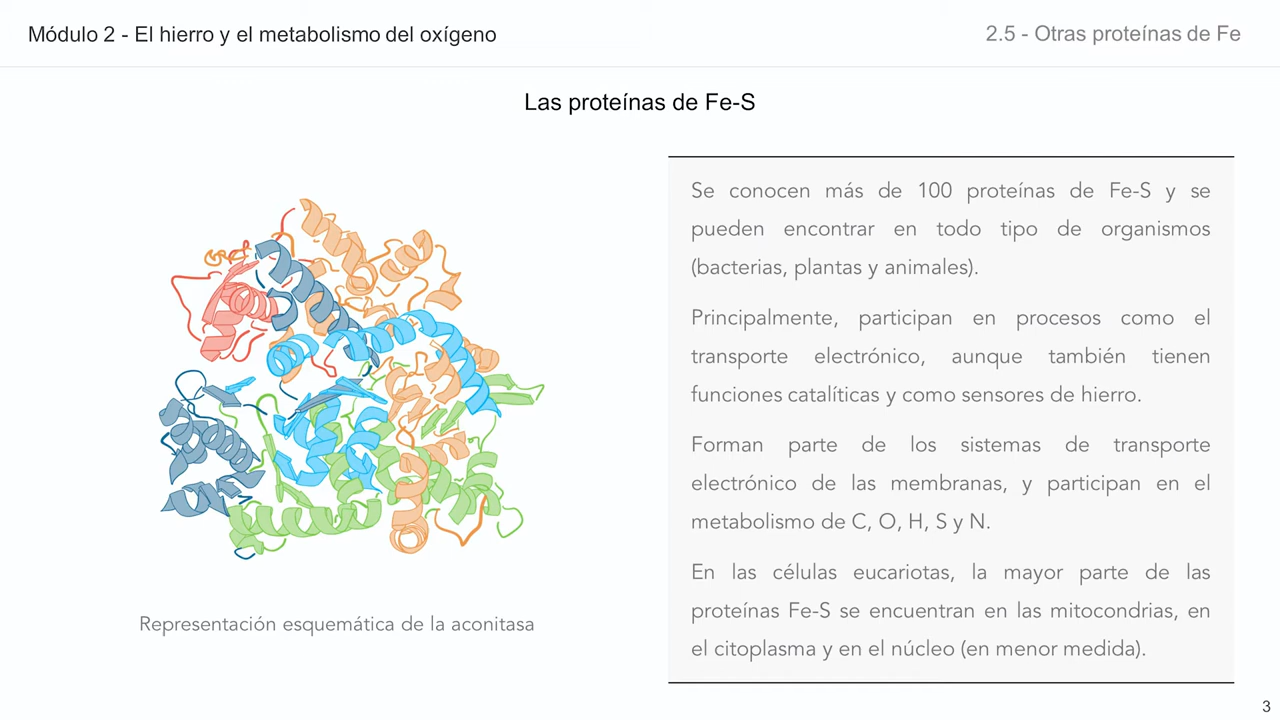 Módulo 2 - El hierro y el metabolismo del oxígeno
2.5 - Otras proteínas de Fe
Las proteínas de Fe-S
Se conocen más de 100 proteínas de Fe-S y se
pueden encontrar en todo tipo de organismos
(bacterias, plantas y animales).
Principalmente, participan en procesos como el
transporte electrónico, aunque también tienen
funciones catalíticas y como sensores de hierro.
Forman parte de los sistemas de transporte
electrónico de las membranas, y participan en el
metabolismo de C, O, H, S y N.
En las células eucariotas, la mayor parte de las
proteínas Fe-S se encuentran en las mitocondrias, en
el citoplasma y en el núcleo (en menor medida).
Representación esquemática de la aconitasa
3